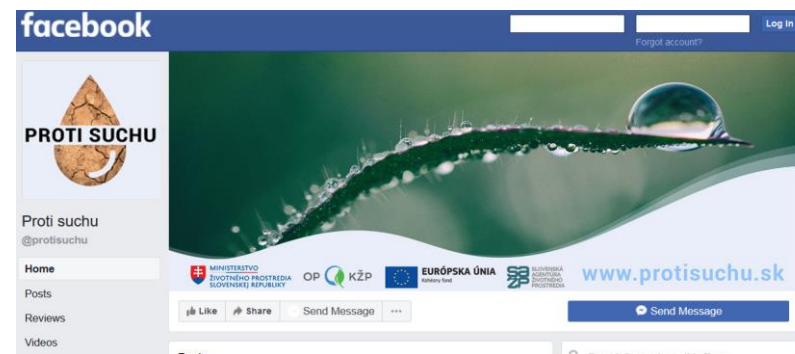 facebook
Log In
Forgot account?
PROTI SUCHU
Proti suchu
@protisuchu
Home
Posts
Reviews
Videos
MINISTERSTVO
ŽIVOTNÉHO PROSTREDIA
SLOVENSKEJ REPUBLIKY
OP KŽP
EURÓPSKA ÚNIA
Kohézny fond
SLOVENSKÁ
AGENTÚRA
ŽIVOTNÉHO
PROSTREDIA
www.protisuchu.sk
Like
Share
Send Message
Send Message